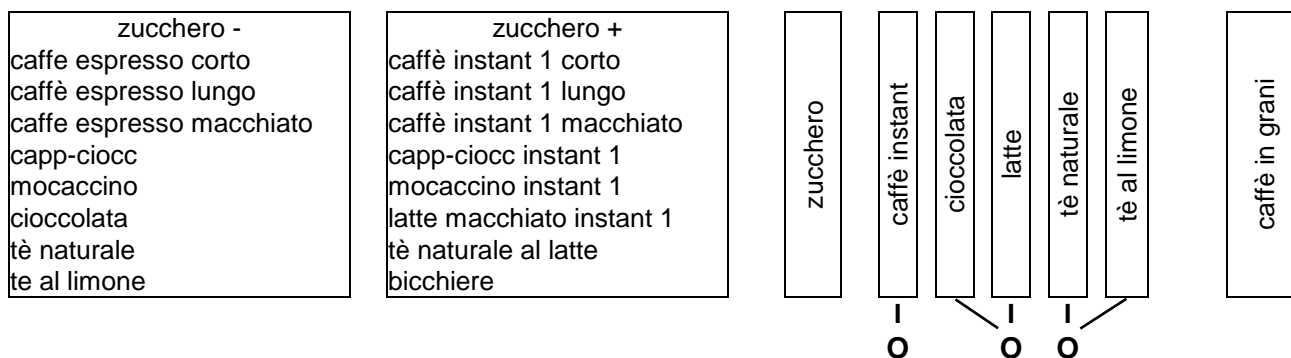 zucchero -
caffe espresso corto
caffè espresso lungo
caffe espresso macchiato
capp-ciocc
mocaccino
cioccolata
tè naturale
te al limone
zucchero +
caffè instant 1 corto
caffè instant 1 lungo
caffè instant 1 macchiato
capp-ciocc instant 1
mocaccino instant 1
latte macchiato instant 1
tè naturale al latte
bicchiere
zucchero
caffè instant
cioccolata
latte
tè naturale
tè al limone
caffè in grani
I I I
O O O